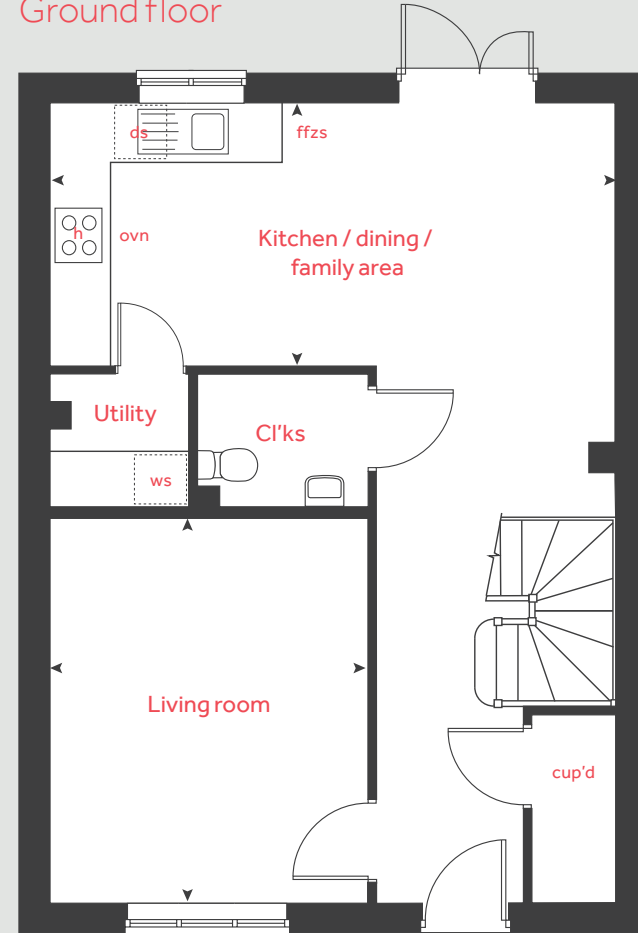 Ground floor
ds
ffzs
h
ovn
Kitchen / dining /
family area
Utility
Cl'ks
ws
Living room
cup'd